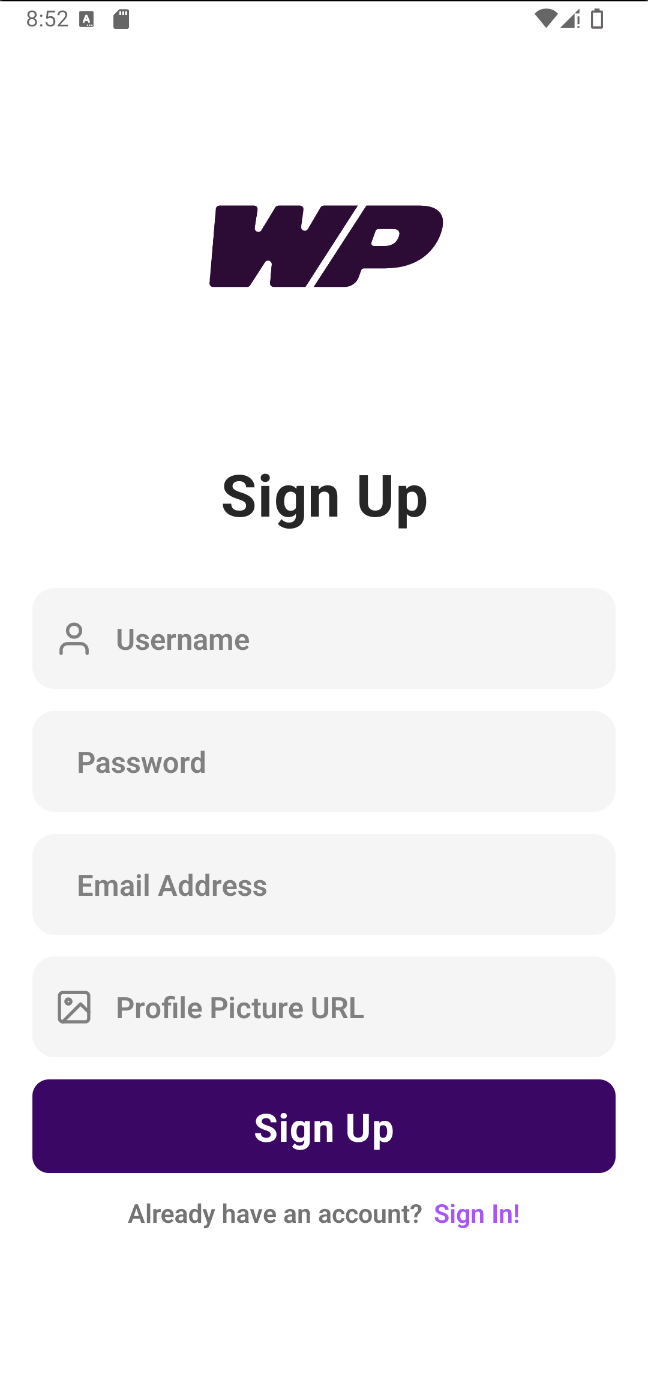 8:52
WP
Sign Up
Username
Password
Email Address
Profile Picture URL
Sign Up
Already have an account? Sign In!